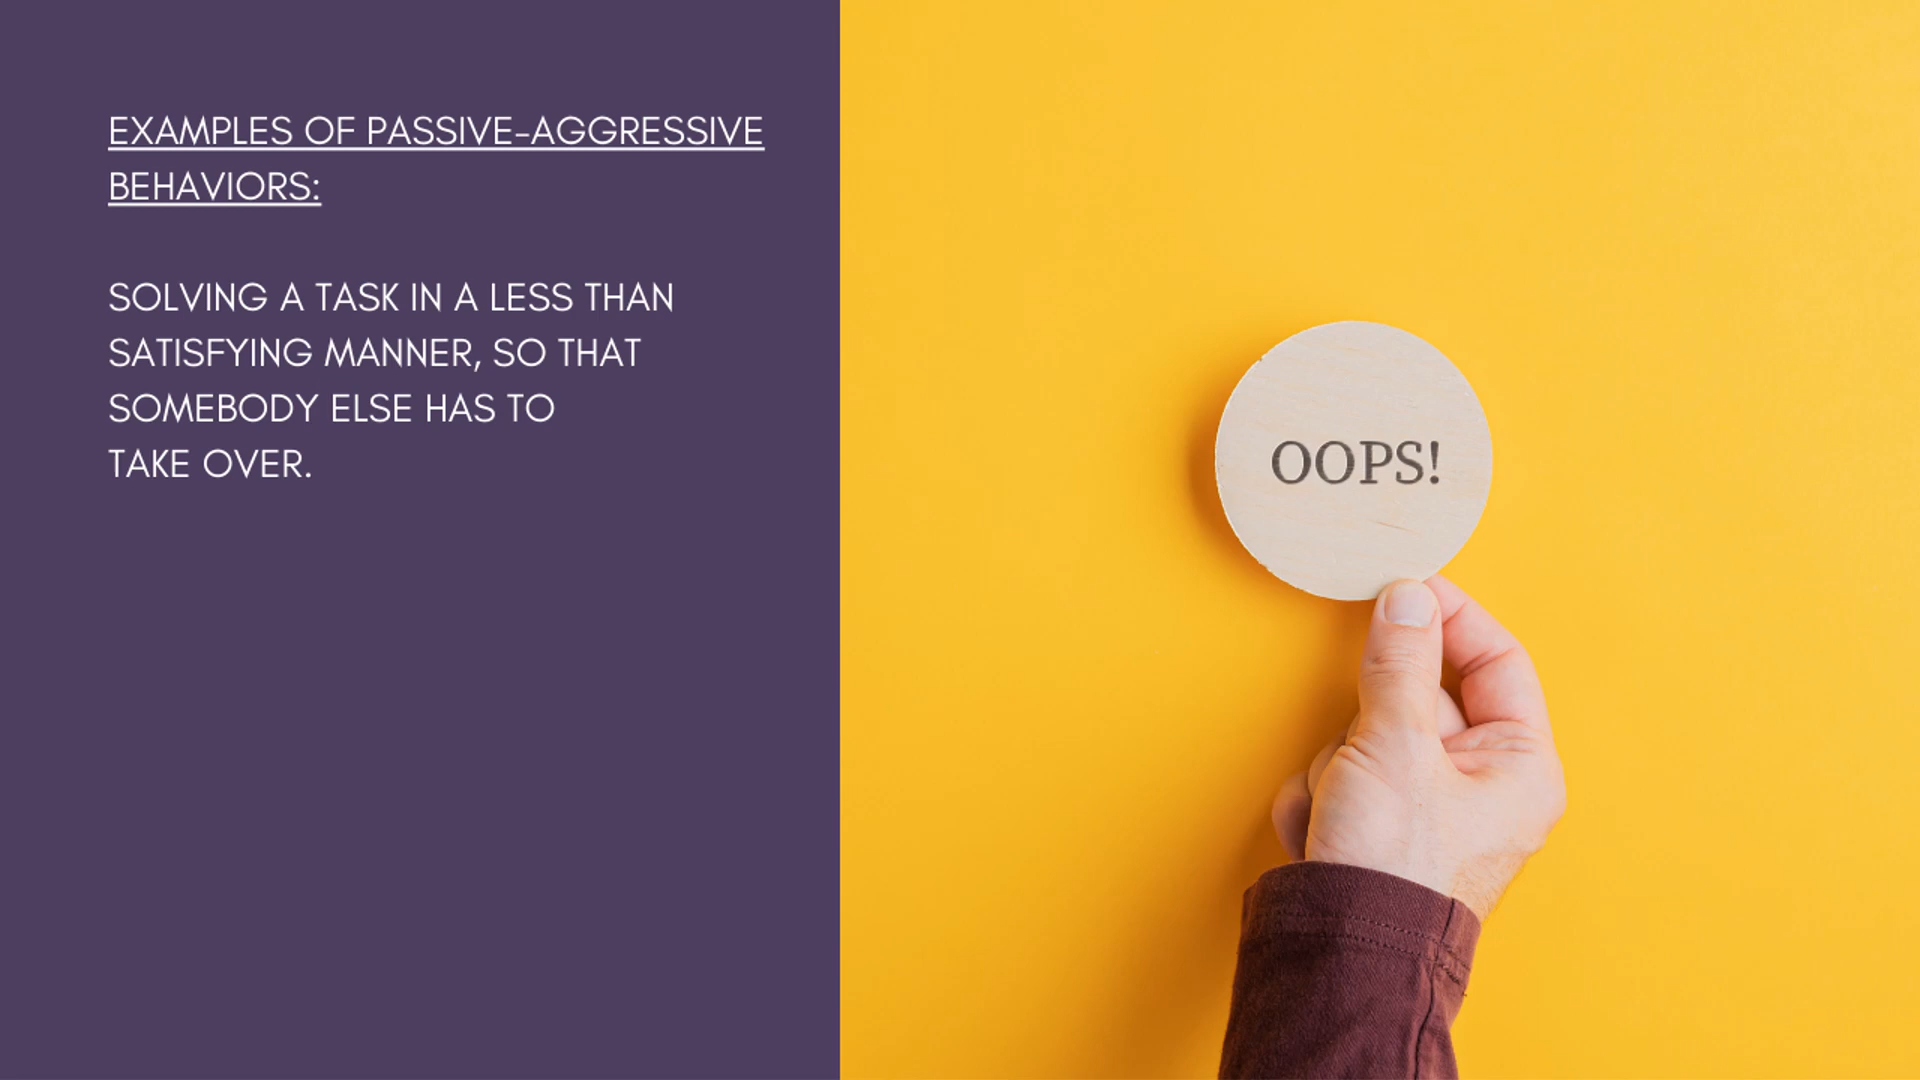 EXAMPLES OF PASSIVE-AGGRESSIVE
BEHAVIORS:
SOLVING A TASK IN A LESS THAN
SATISFYING MANNER, SO THAT
SOMEBODY ELSE HAS TO
TAKE OVER.
OOPS!